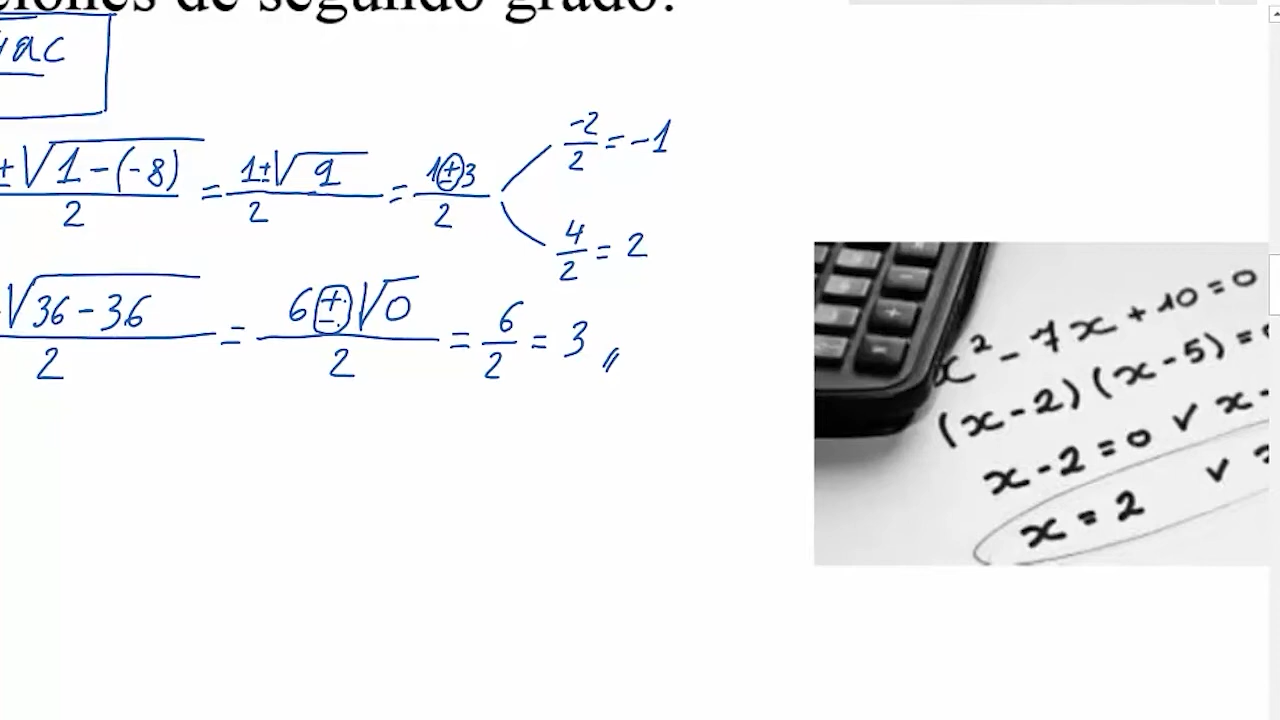 de segundo grado:
ac
±√1-(-8) / 2 = 1±√9 / 2 = 1±3 / 2
-2/2 = -1
4/2 = 2
√36-36 / 2 = 6±√0 / 2 = 6/2 = 3 //
x² - 7x + 10 = 0
(x-2)(x-5) =
x-2=0 ∨ x-
x = 2 ∨